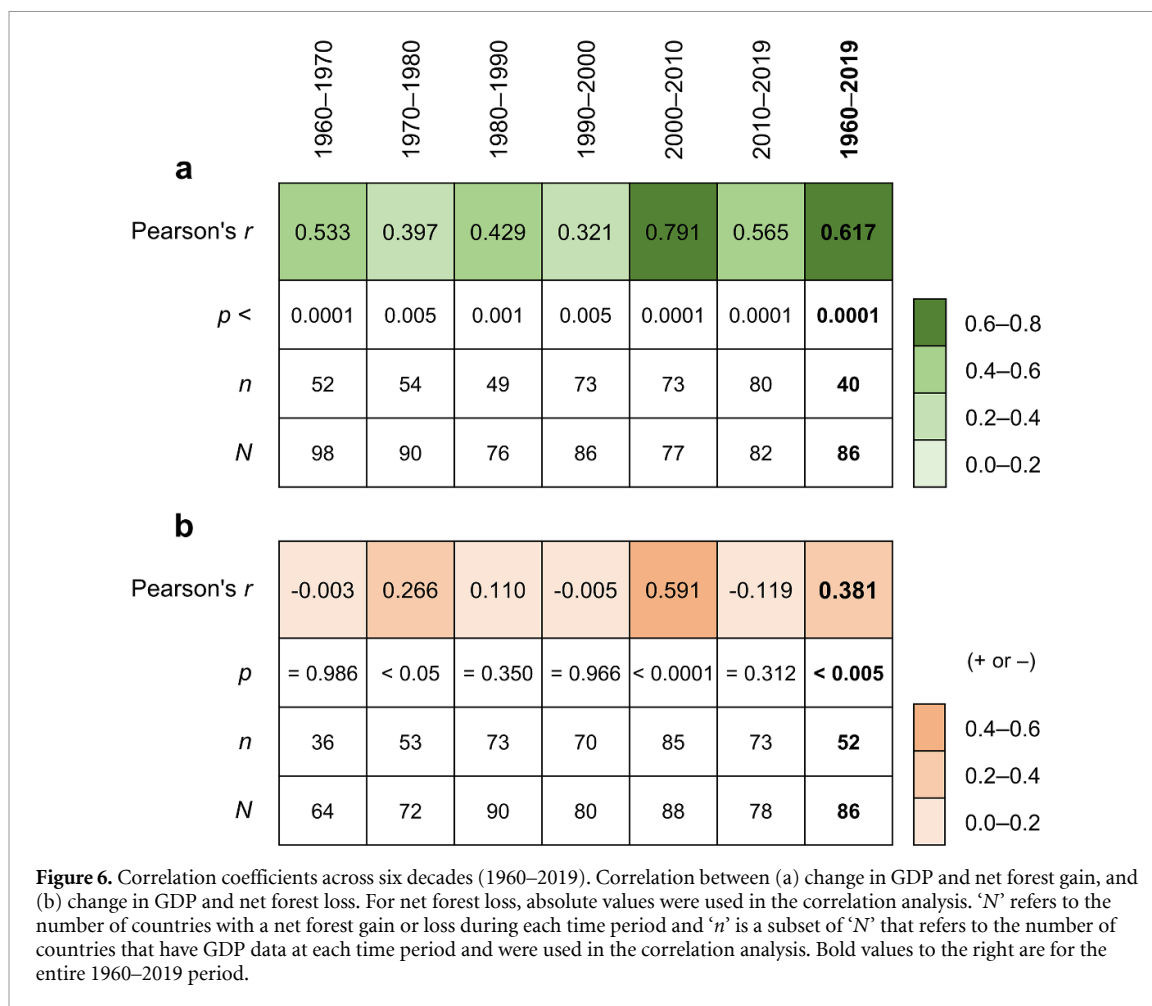 1960–1970 1970–1980 1980–1990 1990–2000 2000–2010 2010–2019 1960–2019
a
Pearson's r 0.533 0.397 0.429 0.321 0.791 0.565 0.617
p < 0.0001 0.005 0.001 0.005 0.0001 0.0001 0.0001
n 52 54 49 73 73 80 40
N 98 90 76 86 77 82 86
0.6–0.8
0.4–0.6
0.2–0.4
0.0–0.2
b
Pearson's r -0.003 0.266 0.110 -0.005 0.591 -0.119 0.381
p = 0.986 < 0.05 = 0.350 = 0.966 < 0.0001 = 0.312 < 0.005
n 36 53 73 70 85 73 52
N 64 72 90 80 88 78 86
(+ or –)
0.4–0.6
0.2–0.4
0.0–0.2
Figure 6. Correlation coefficients across six decades (1960–2019). Correlation between (a) change in GDP and net forest gain, and
(b) change in GDP and net forest loss. For net forest loss, absolute values were used in the correlation analysis. ‘N’ refers to the
number of countries with a net forest gain or loss during each time period and ‘n’ is a subset of ‘N’ that refers to the number of
countries that have GDP data at each time period and were used in the correlation analysis. Bold values to the right are for the
entire 1960–2019 period.